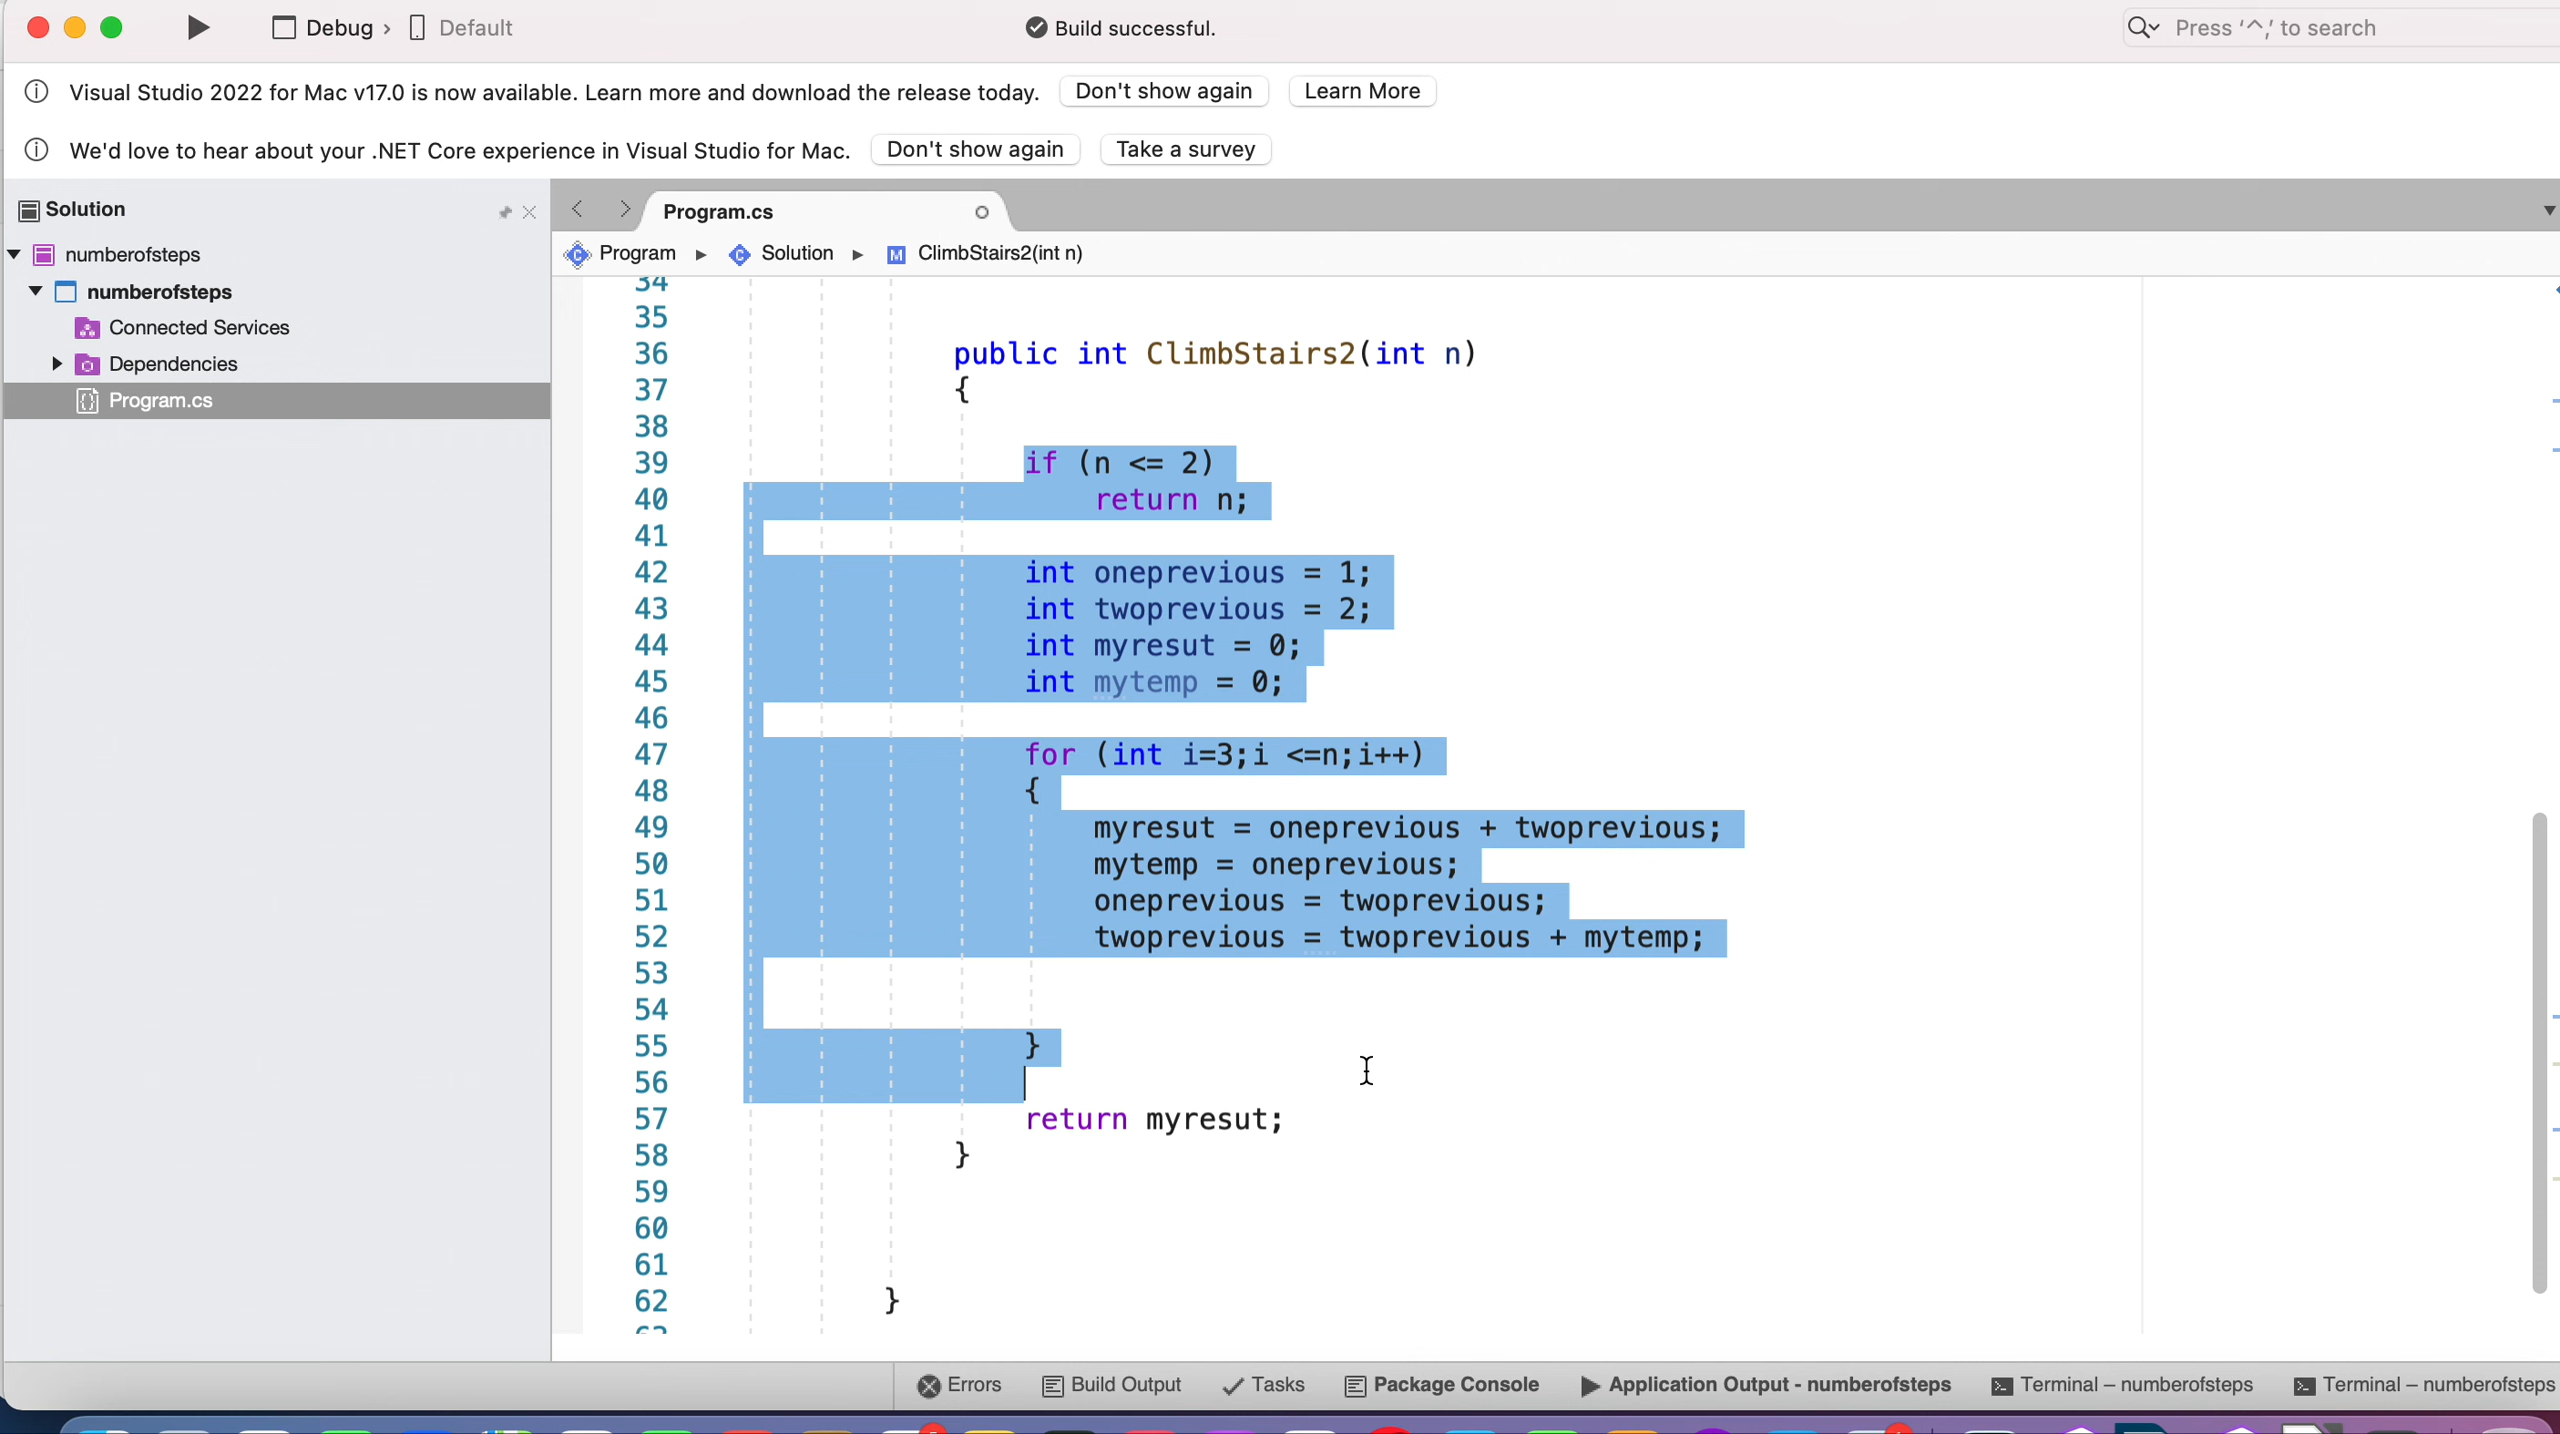 Debug › Default
Build successful.
Press '^,' to search
Visual Studio 2022 for Mac v17.0 is now available. Learn more and download the release today. Don't show again Learn More
We'd love to hear about your .NET Core experience in Visual Studio for Mac. Don't show again Take a survey
Solution
numberofsteps
numberofsteps
Connected Services
Dependencies
Program.cs
Program.cs
Program ▸ Solution ▸ M ClimbStairs2(int n)
34
35
36 public int ClimbStairs2(int n)
37 {
38
39 if (n <= 2)
40 return n;
41
42 int oneprevious = 1;
43 int twoprevious = 2;
44 int myresut = 0;
45 int mytemp = 0;
46
47 for (int i=3;i <=n;i++)
48 {
49 myresut = oneprevious + twoprevious;
50 mytemp = oneprevious;
51 oneprevious = twoprevious;
52 twoprevious = twoprevious + mytemp;
53
54
55 }
56
57 return myresut;
58 }
59
60
61
62 }
Errors Build Output Tasks Package Console Application Output - numberofsteps Terminal – numberofsteps Terminal – numberofsteps